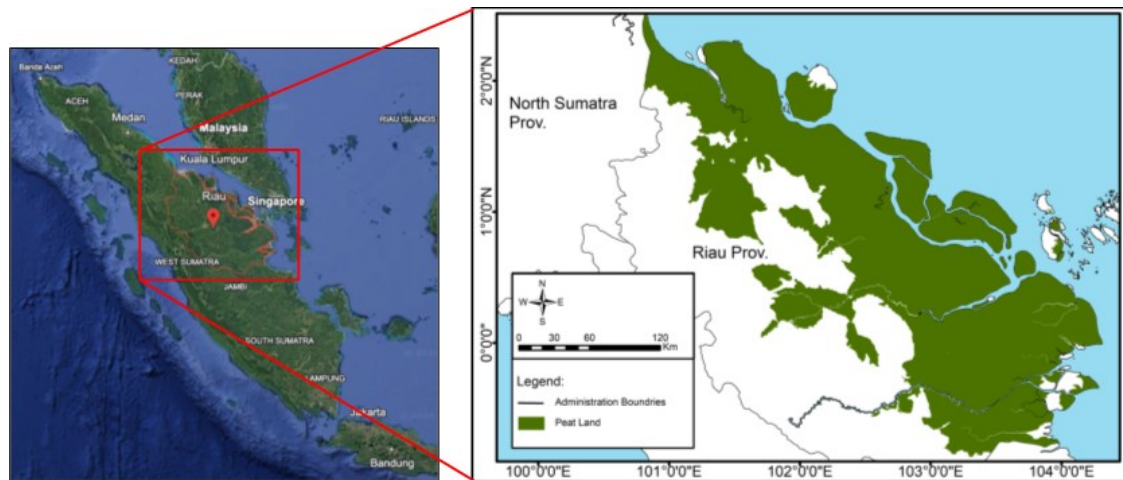 Banda Aceh
KEDAH
ACEH
PERAK
Medan
Malaysia
RIAU ISLANDS
Kuala Lumpur
Riau
Singapore
WEST SUMATRA
JAMBI
SOUTH SUMATRA
LAMPUNG
Jakarta
Bandung
2°0'0"N
1°0'0"N
0°0'0"
North Sumatra
Prov.
Riau Prov.
N
W E
S
0 30 60 120
Km
Legend:
Administration Boundries
Peat Land
100°0'0"E 101°0'0"E 102°0'0"E 103°0'0"E 104°0'0"E